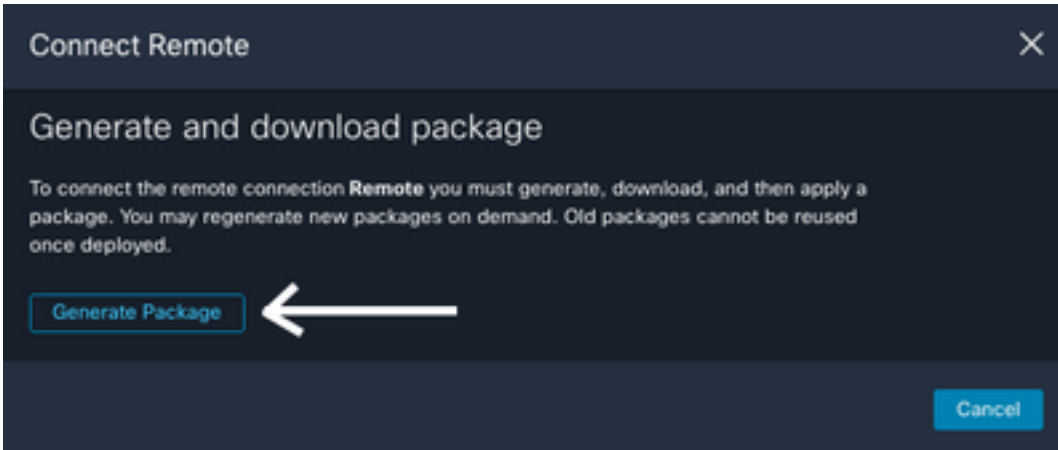 Connect Remote
Generate and download package
To connect the remote connection Remote you must generate, download, and then apply a
package. You may regenerate new packages on demand. Old packages cannot be reused
once deployed.
Generate Package
Cancel